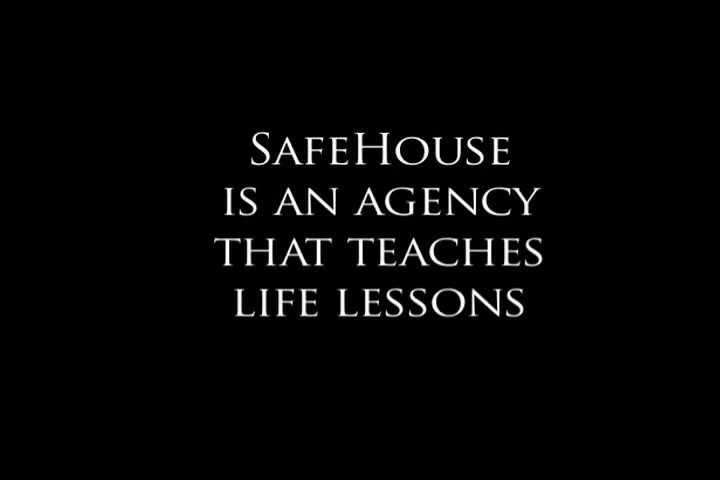 SAFEHOUSE
IS AN AGENCY
THAT TEACHES
LIFE LESSONS